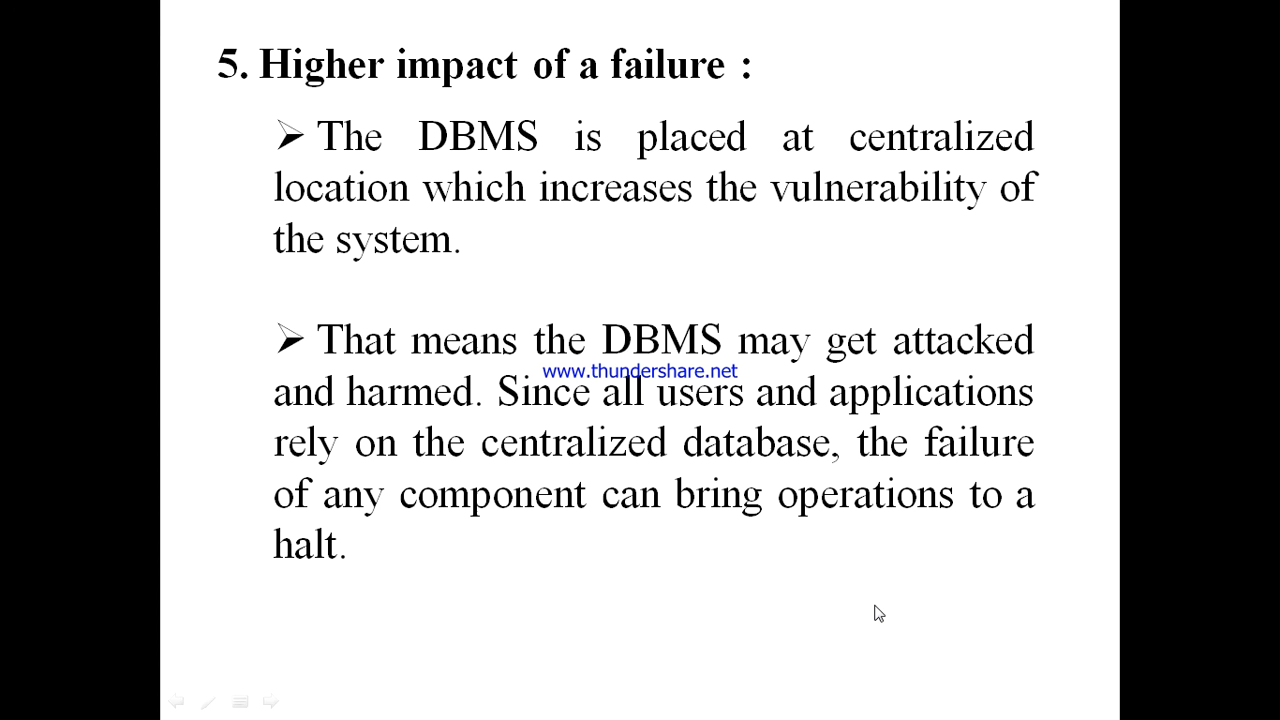 5. Higher impact of a failure :
➢ The DBMS is placed at centralized
location which increases the vulnerability of
the system.
➢ That means the DBMS may get attacked
www.thundershare.net
and harmed. Since all users and applications
rely on the centralized database, the failure
of any component can bring operations to a
halt.